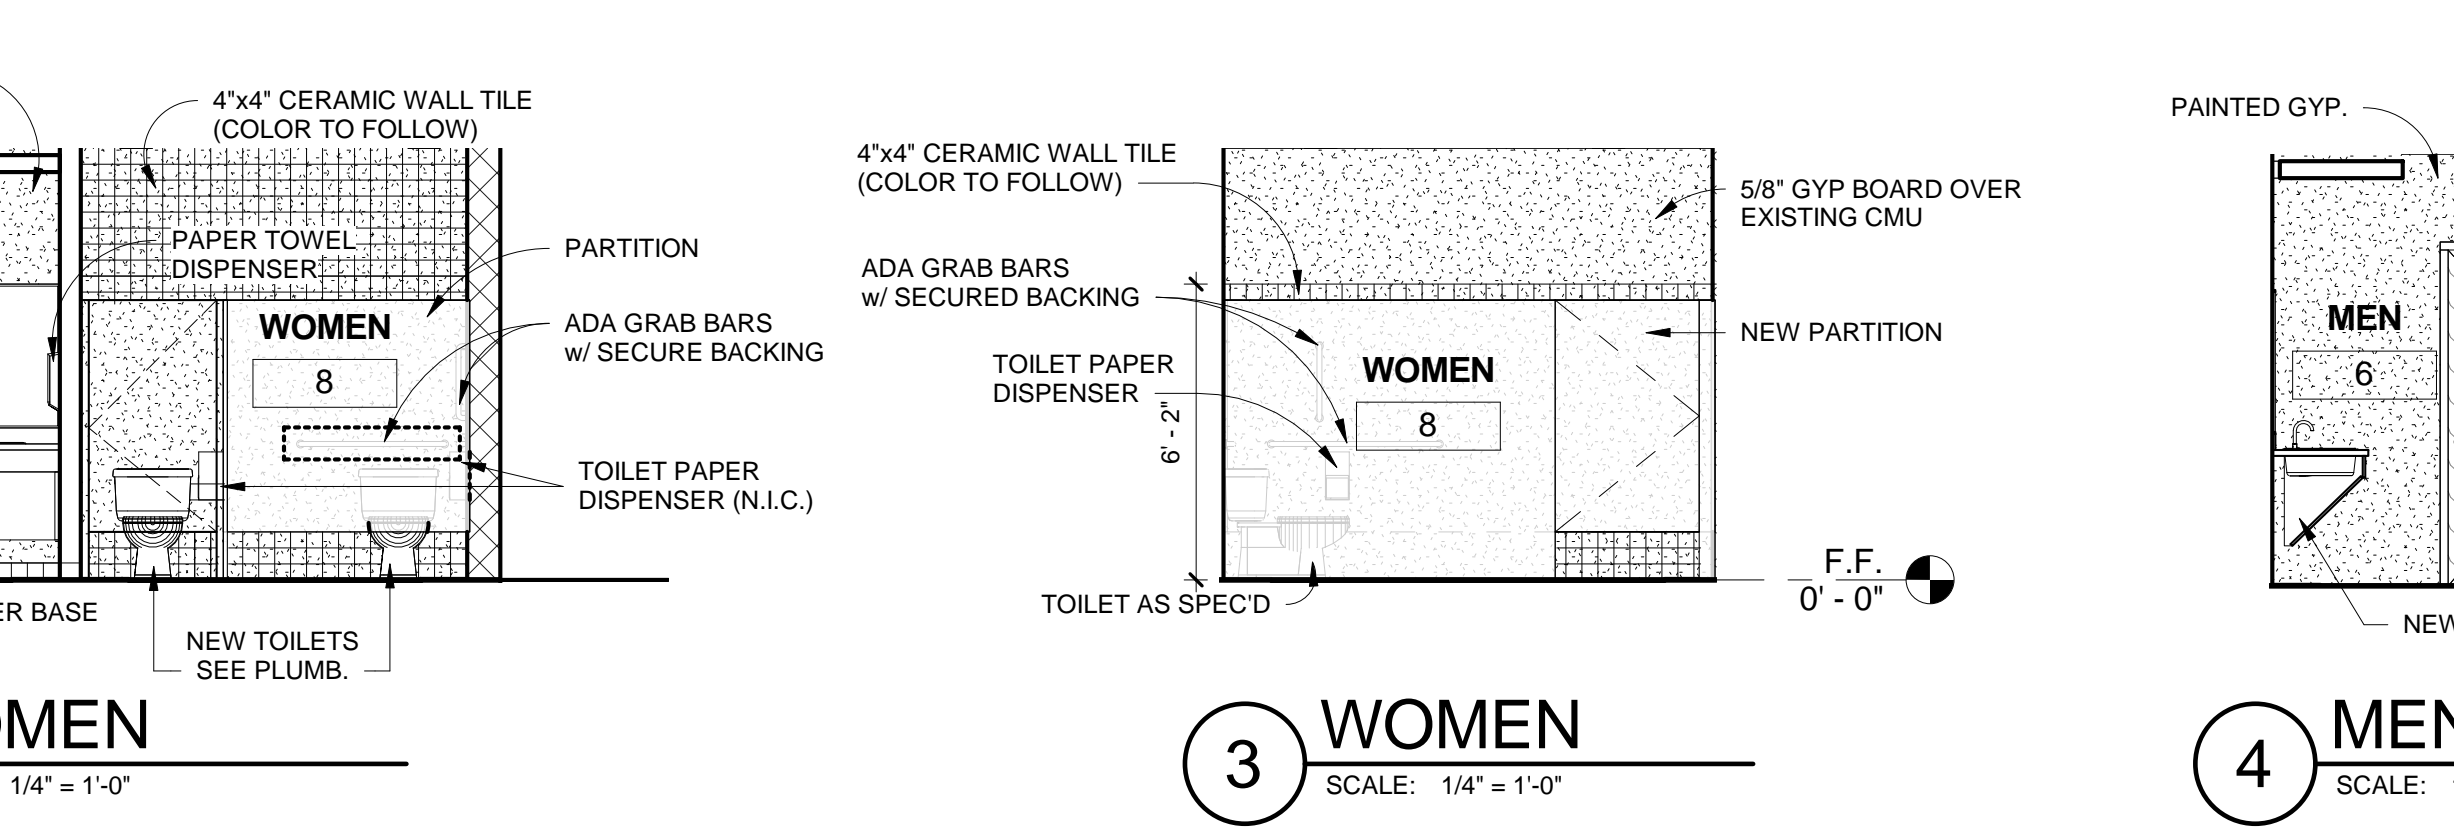 4"x4" CERAMIC WALL TILE
(COLOR TO FOLLOW)
PAPER TOWEL
DISPENSER
PARTITION
WOMEN
8
ADA GRAB BARS
w/ SECURE BACKING
TOILET PAPER
DISPENSER (N.I.C.)
ER BASE
NEW TOILETS
SEE PLUMB.
OMEN
1/4" = 1'-0"
4"x4" CERAMIC WALL TILE
(COLOR TO FOLLOW)
5/8" GYP BOARD OVER
EXISTING CMU
ADA GRAB BARS
w/ SECURED BACKING
NEW PARTITION
TOILET PAPER
DISPENSER
WOMEN
8
6' - 2"
F.F.
0' - 0"
TOILET AS SPEC'D
3
WOMEN
SCALE: 1/4" = 1'-0"
PAINTED GYP.
MEN
6
NEW
4
MEN
SCALE: